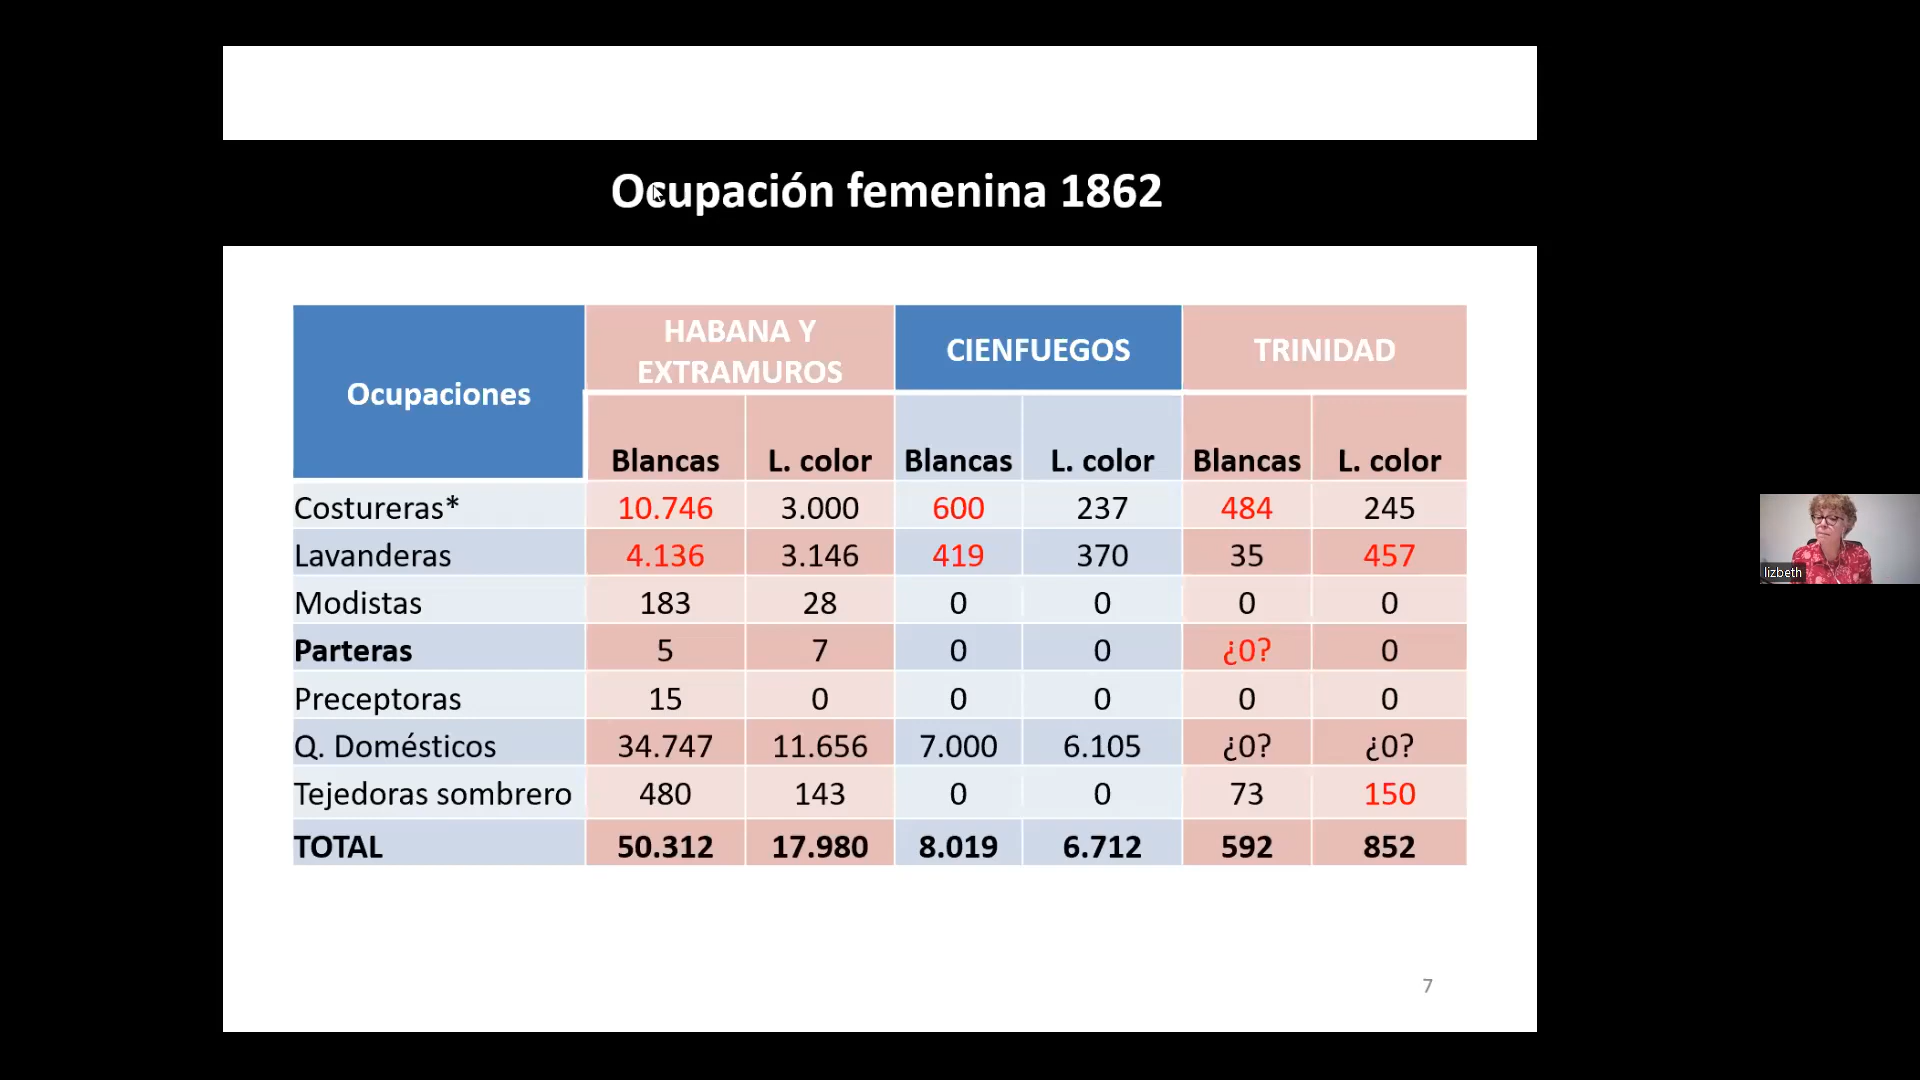 Ocupación femenina 1862
Ocupaciones
HABANA Y
EXTRAMUROS
CIENFUEGOS
TRINIDAD
Blancas L. color Blancas L. color Blancas L. color
Costureras* 10.746 3.000 600 237 484 245
Lavanderas 4.136 3.146 419 370 35 457
Modistas 183 28 0 0 0 0
Parteras 5 7 0 0 ¿0? 0
Preceptoras 15 0 0 0 0 0
Q. Domésticos 34.747 11.656 7.000 6.105 ¿0? ¿0?
Tejedoras sombrero 480 143 0 0 73 150
TOTAL 50.312 17.980 8.019 6.712 592 852
7
lizbeth